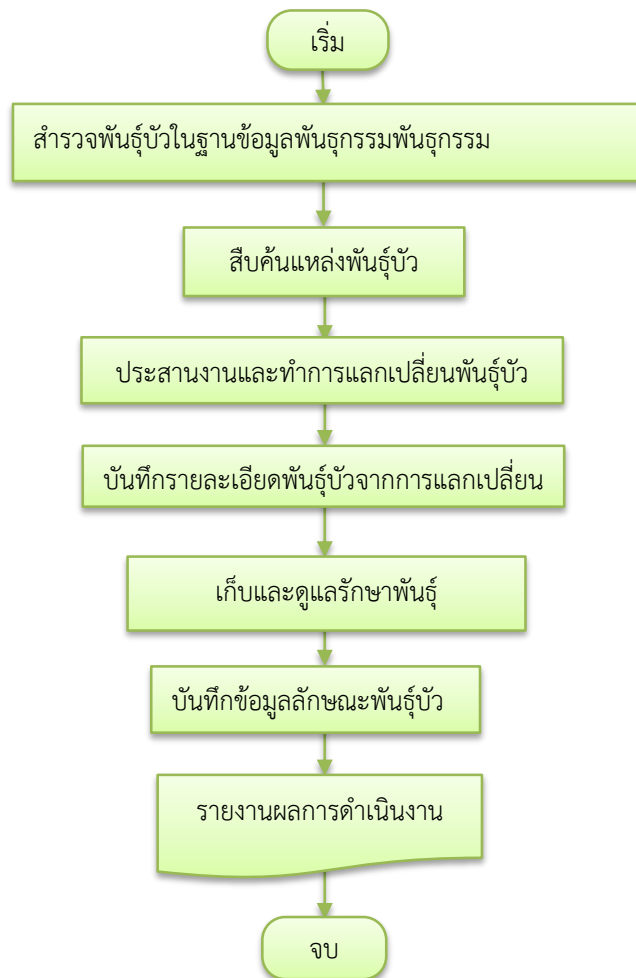 เริ่ม
สำรวจพันธุ์บัวในฐานข้อมูลพันธุกรรมพันธุกรรม
สืบค้นแหล่งพันธุ์บัว
ประสานงานและทำการแลกเปลี่ยนพันธุ์บัว
บันทึกรายละเอียดพันธุ์บัวจากการแลกเปลี่ยน
เก็บและดูแลรักษาพันธุ์
บันทึกข้อมูลลักษณะพันธุ์บัว
รายงานผลการดำเนินงาน
จบ